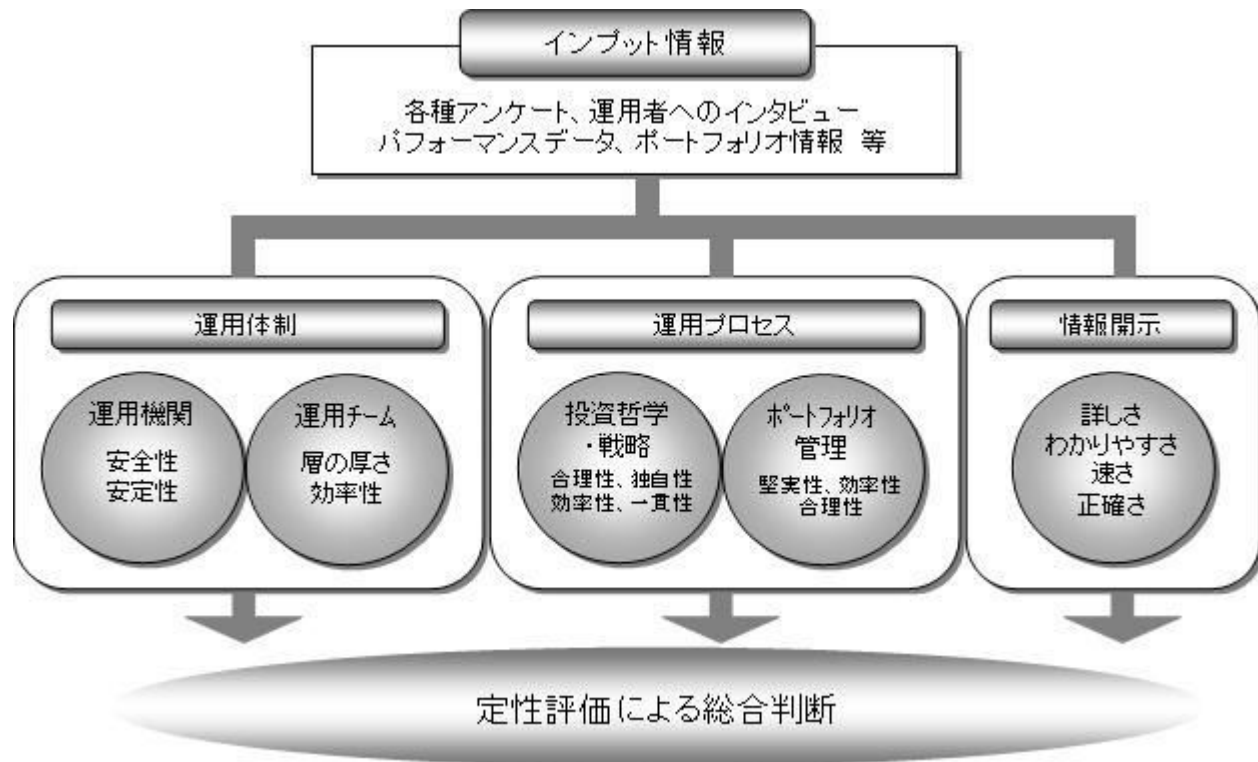 インプット情報
各種アンケート、運用者へのインタビュー
パフォーマンスデータ、ポートフォリオ情報 等
運用体制
運用機関
安全性
安定性
運用チーム
層の厚さ
効率性
運用プロセス
投資哲学
・戦略
合理性、独自性
効率性、一貫性
ポートフォリオ
管理
堅実性、効率性
合理性
情報開示
詳しさ
わかりやすさ
速さ
正確さ
定性評価による総合判断